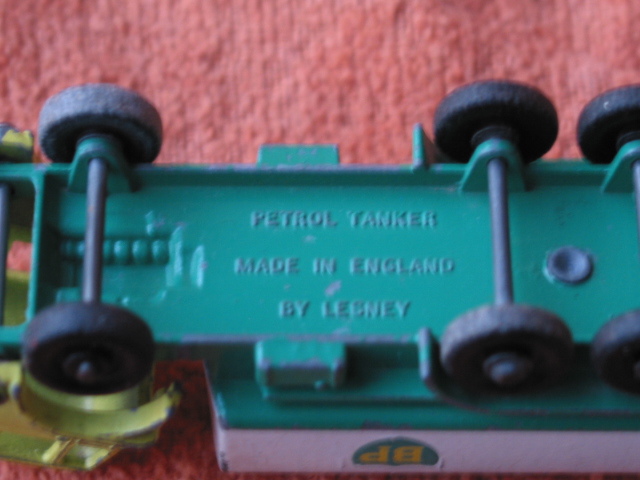 PETROL TANKER
MADE IN ENGLAND
BY LESNEY
BP